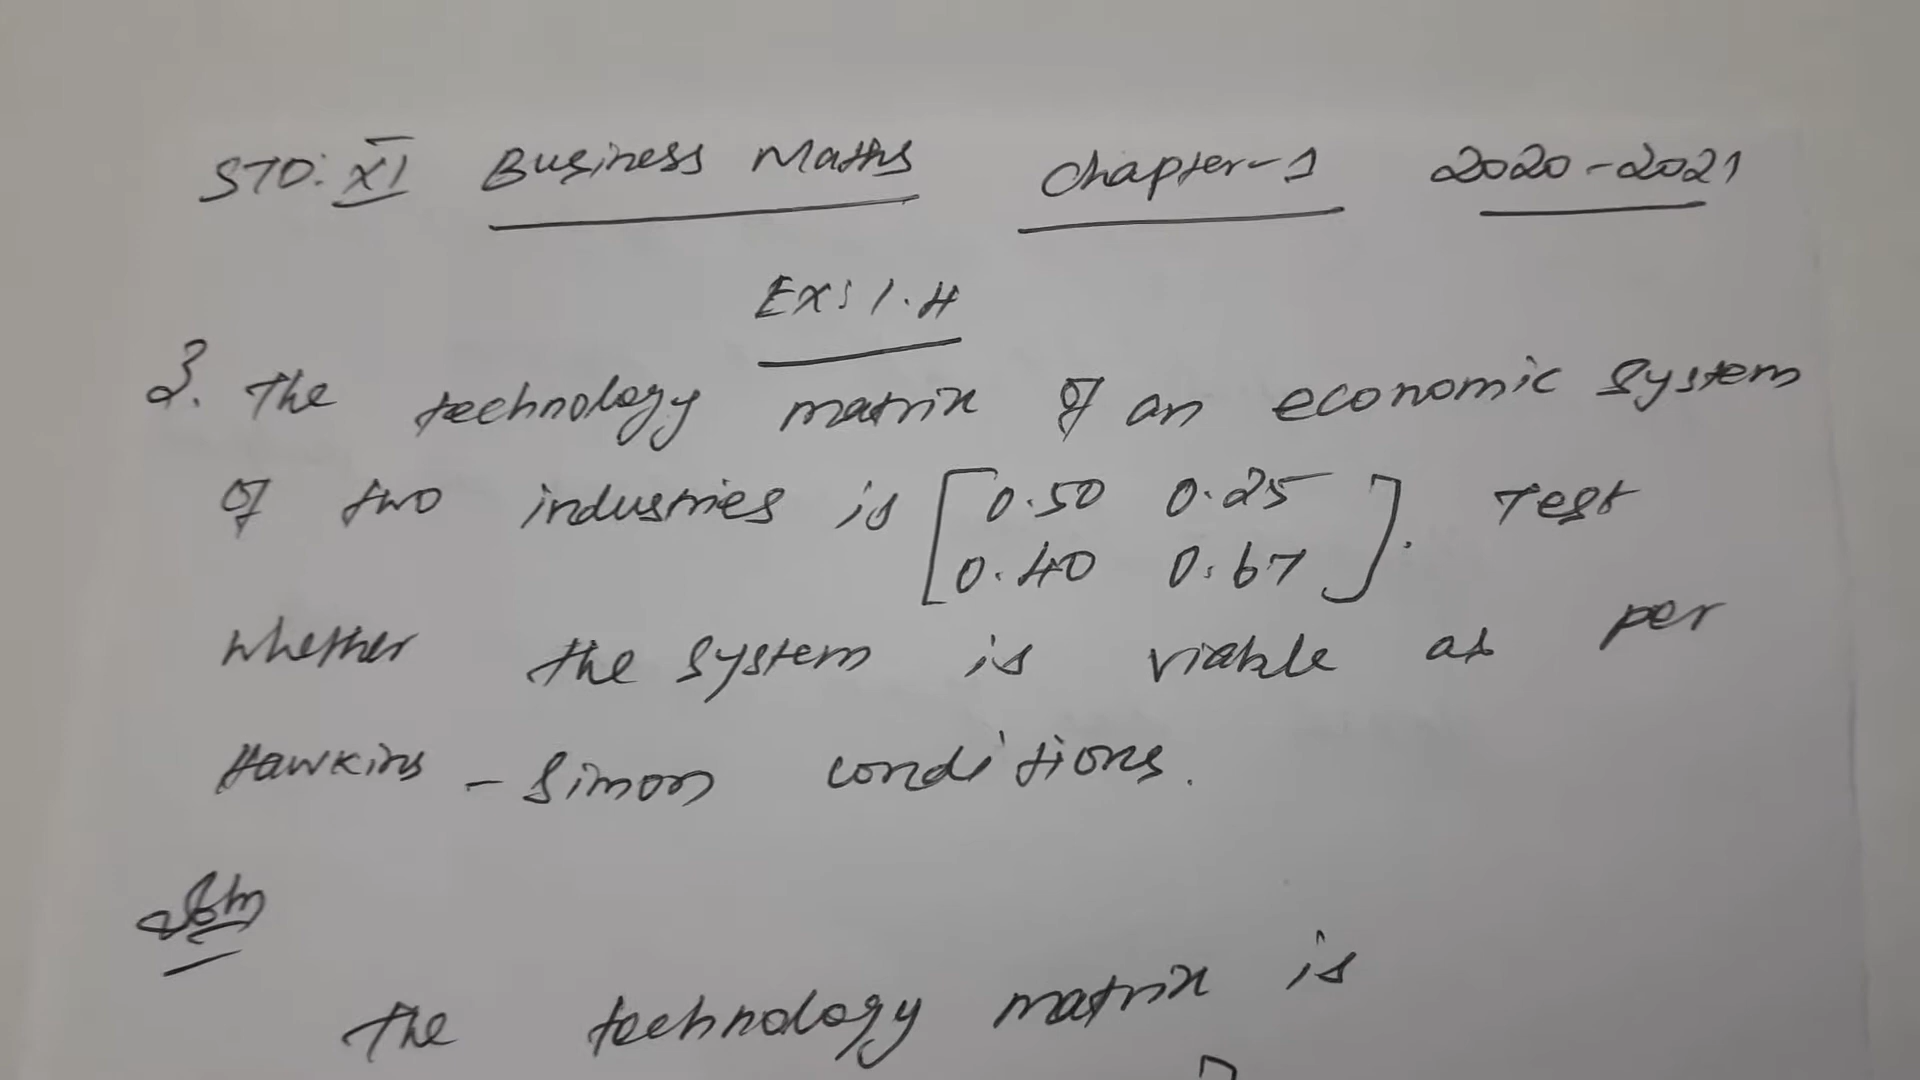 STD: XI Business Maths Chapter-1 2020-2021
Ex: 1.4
3. The technology matrix of an economic system
of two industries is [0.50 0.25
0.40 0.67]. Test
whether the system is viable as per
Hawkins - Simon conditions.
Soln
The technology matrix is